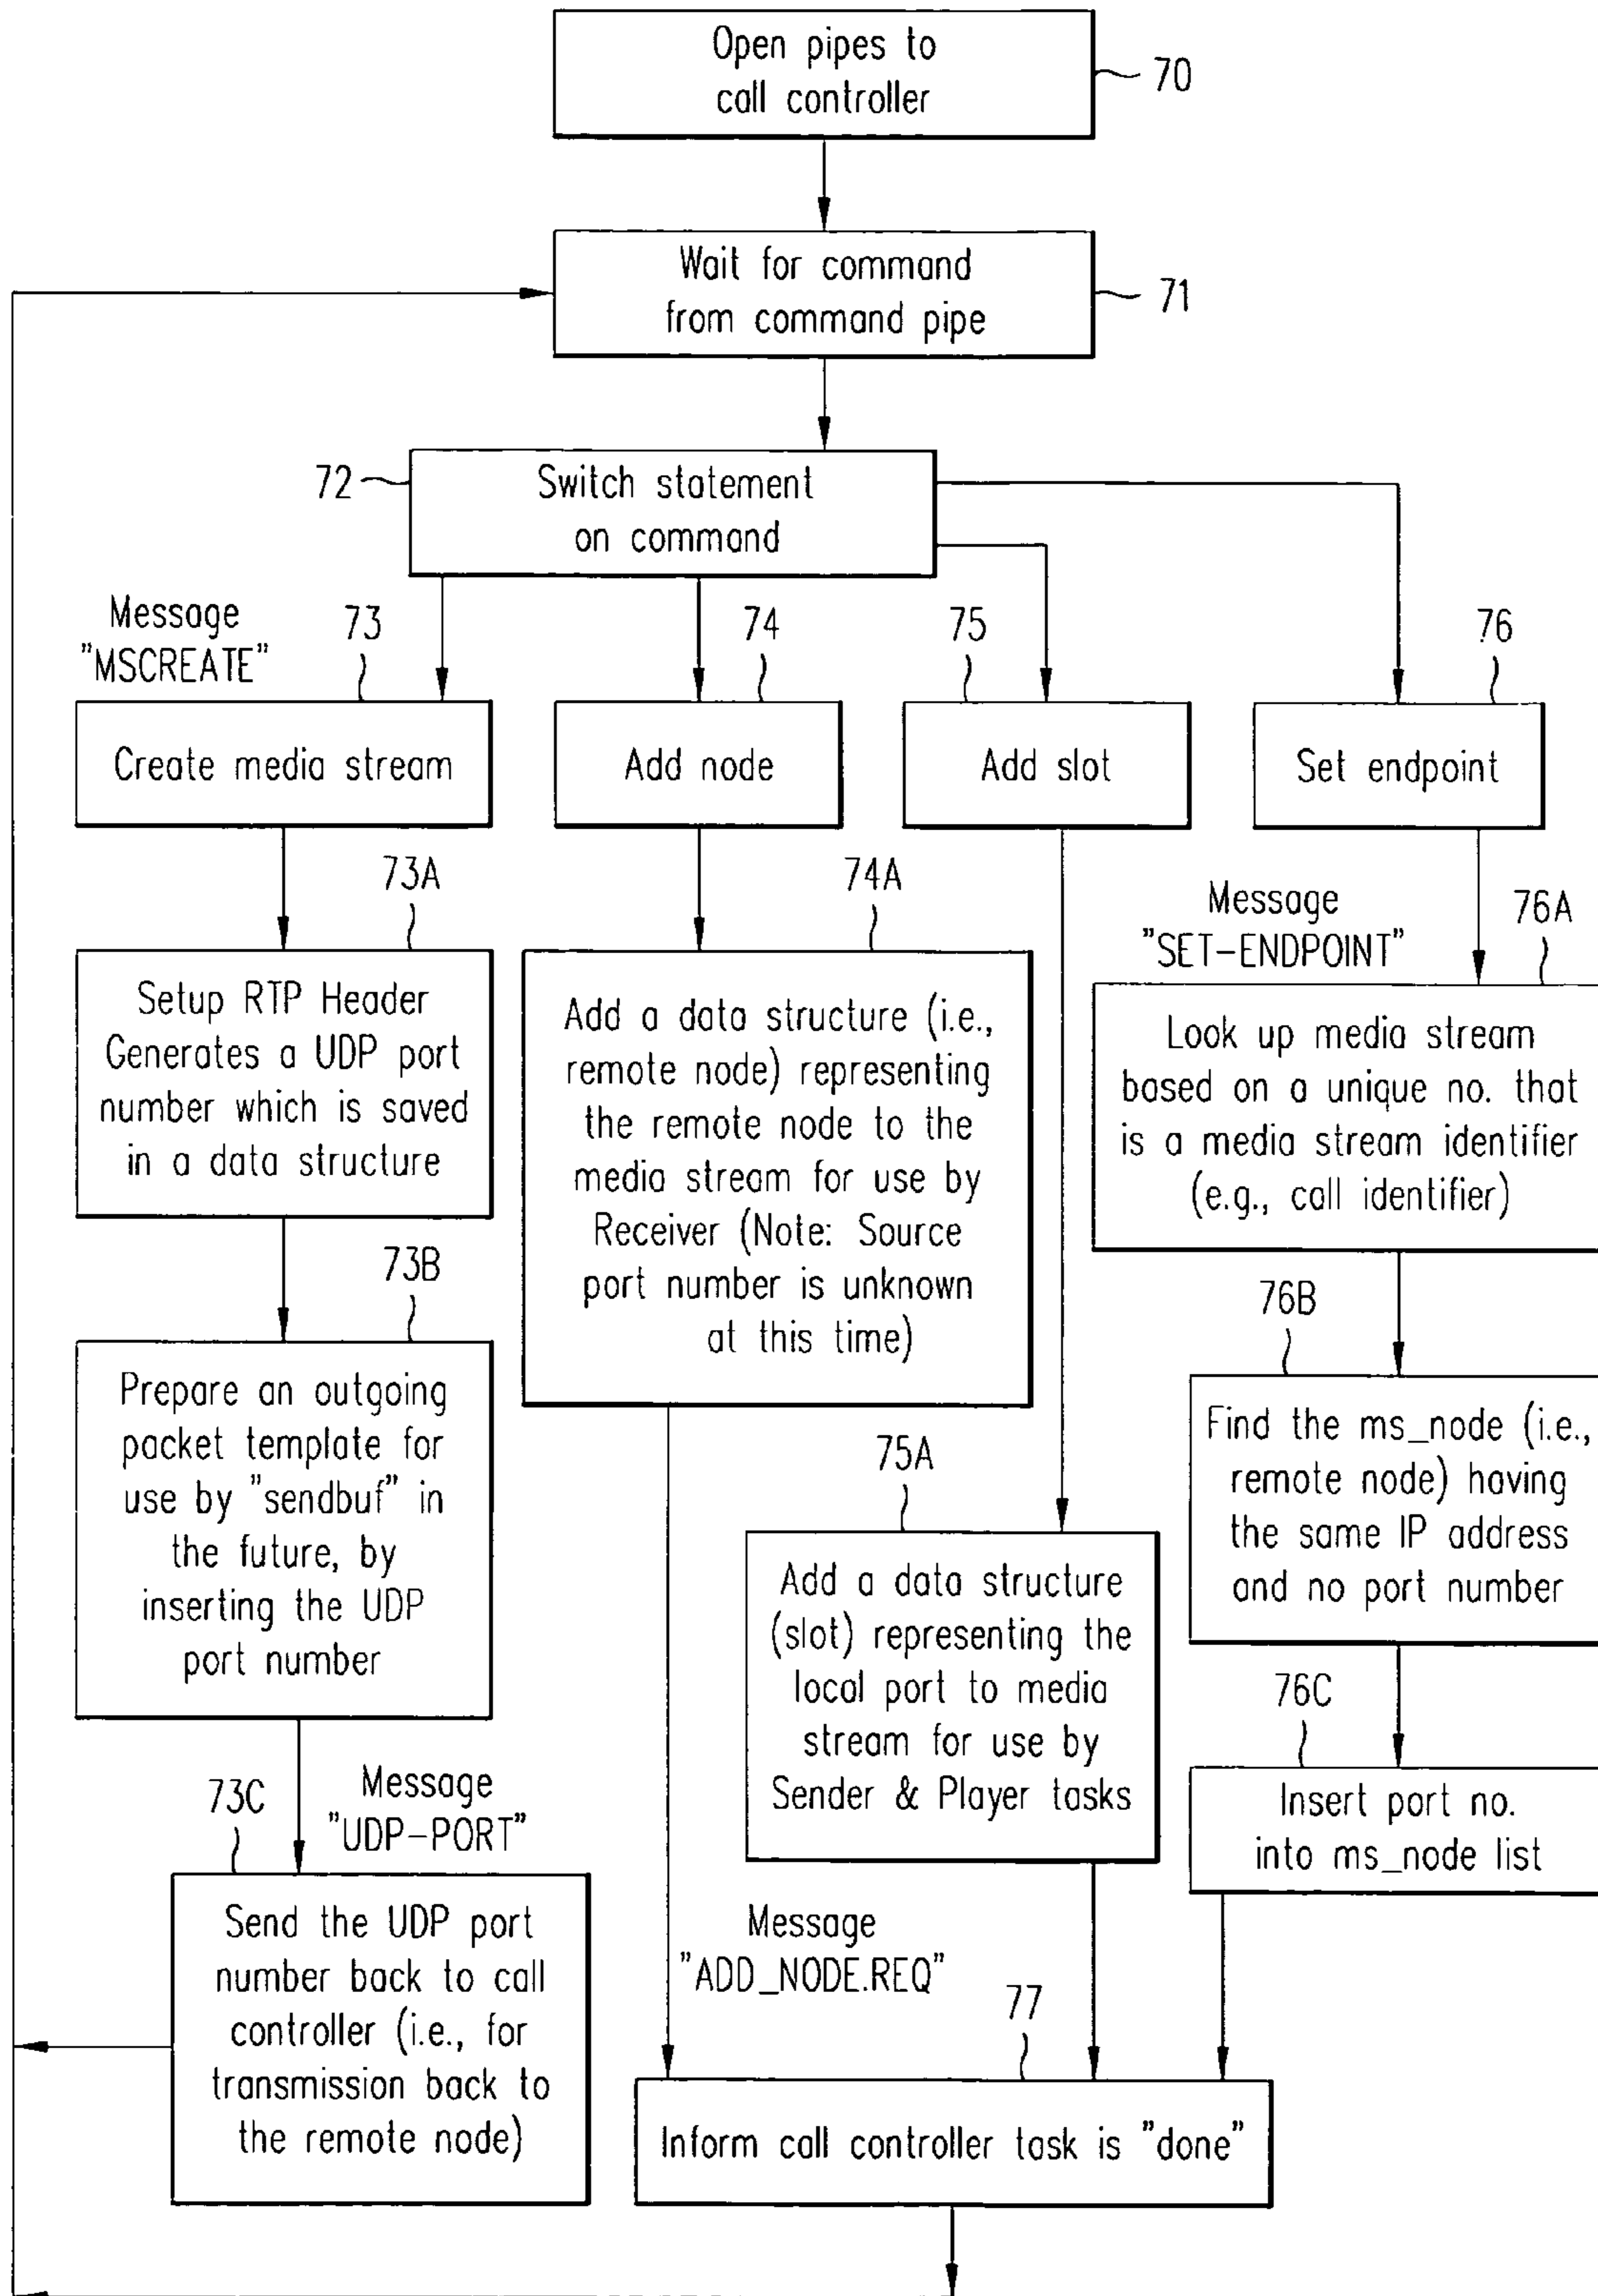 Open pipes to
call controller
70
Wait for command
from command pipe
71
72
Switch statement
on command
Message
"MSCREATE"
73
74
75
76
Create media stream
Add node
Add slot
Set endpoint
73A
Setup RTP Header
Generates a UDP port
number which is saved
in a data structure
74A
Add a data structure (i.e.,
remote node) representing
the remote node to the
media stream for use by
Receiver (Note: Source
port number is unknown
at this time)
Message
"SET-ENDPOINT"
76A
Look up media stream
based on a unique no. that
is a media stream identifier
(e.g., call identifier)
73B
Prepare an outgoing
packet template for
use by "sendbuf" in
the future, by
inserting the UDP
port number
76B
Find the ms_node (i.e.,
remote node) having
the same IP address
and no port number
75A
Add a data structure
(slot) representing the
local port to media
stream for use by
Sender & Player tasks
76C
Insert port no.
into ms_node list
73C
Message
"UDP-PORT"
Send the UDP port
number back to call
controller (i.e., for
transmission back to
the remote node)
Message
"ADD_NODE.REQ"
77
Inform call controller task is "done"